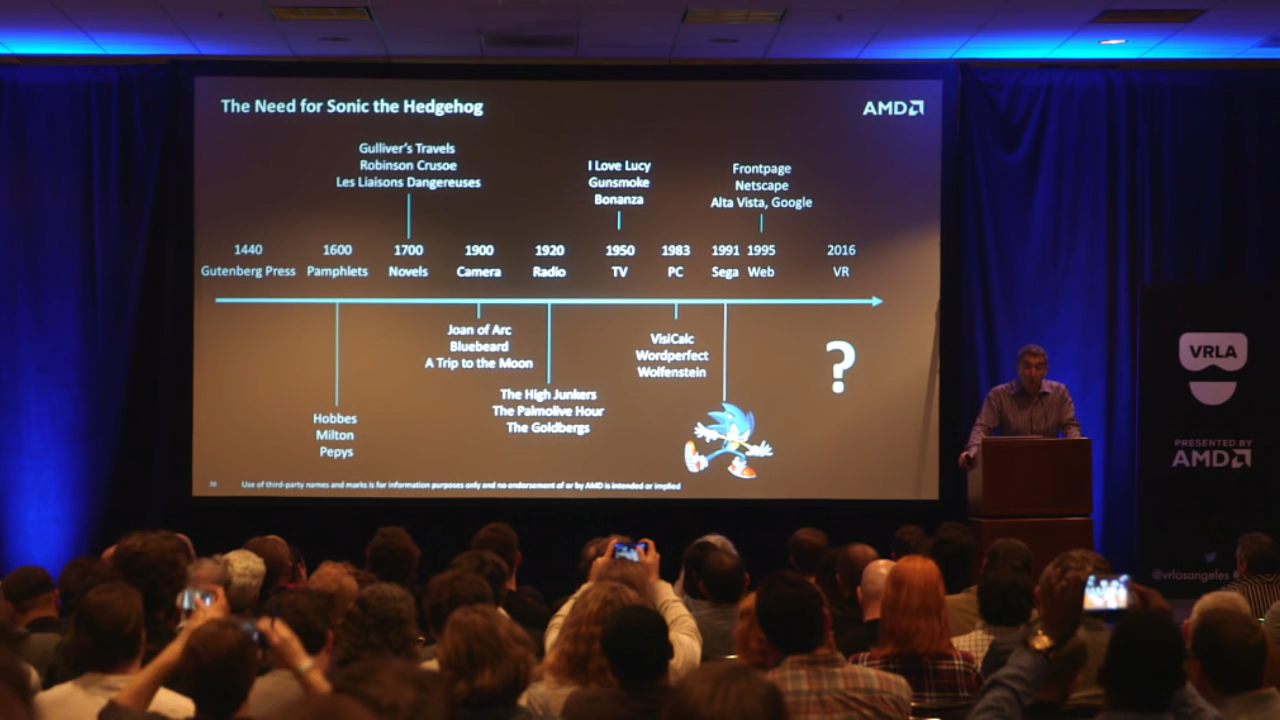 The Need for Sonic the Hedgehog
AMD
Gulliver's Travels
Robinson Crusoe
Les Liaisons Dangereuses
I Love Lucy
Gunsmoke
Bonanza
Frontpage
Netscape
Alta Vista, Google
1440
1600
1700
1900
1920
1950
1983
1991
1995
2016
Gutenberg Press
Pamphlets
Novels
Camera
Radio
TV
PC
Sega
Web
VR
Joan of Arc
Bluebeard
A Trip to the Moon
VisiCalc
Wordperfect
Wolfenstein
?
The High Junkers
The Palmolive Hour
The Goldbergs
Hobbes
Milton
Pepys
Use of third-party names and marks is for information purposes only and no endorsement of or by AMD is intended or implied
VRLA
PRESENTED BY
AMD
@vrlosangeles